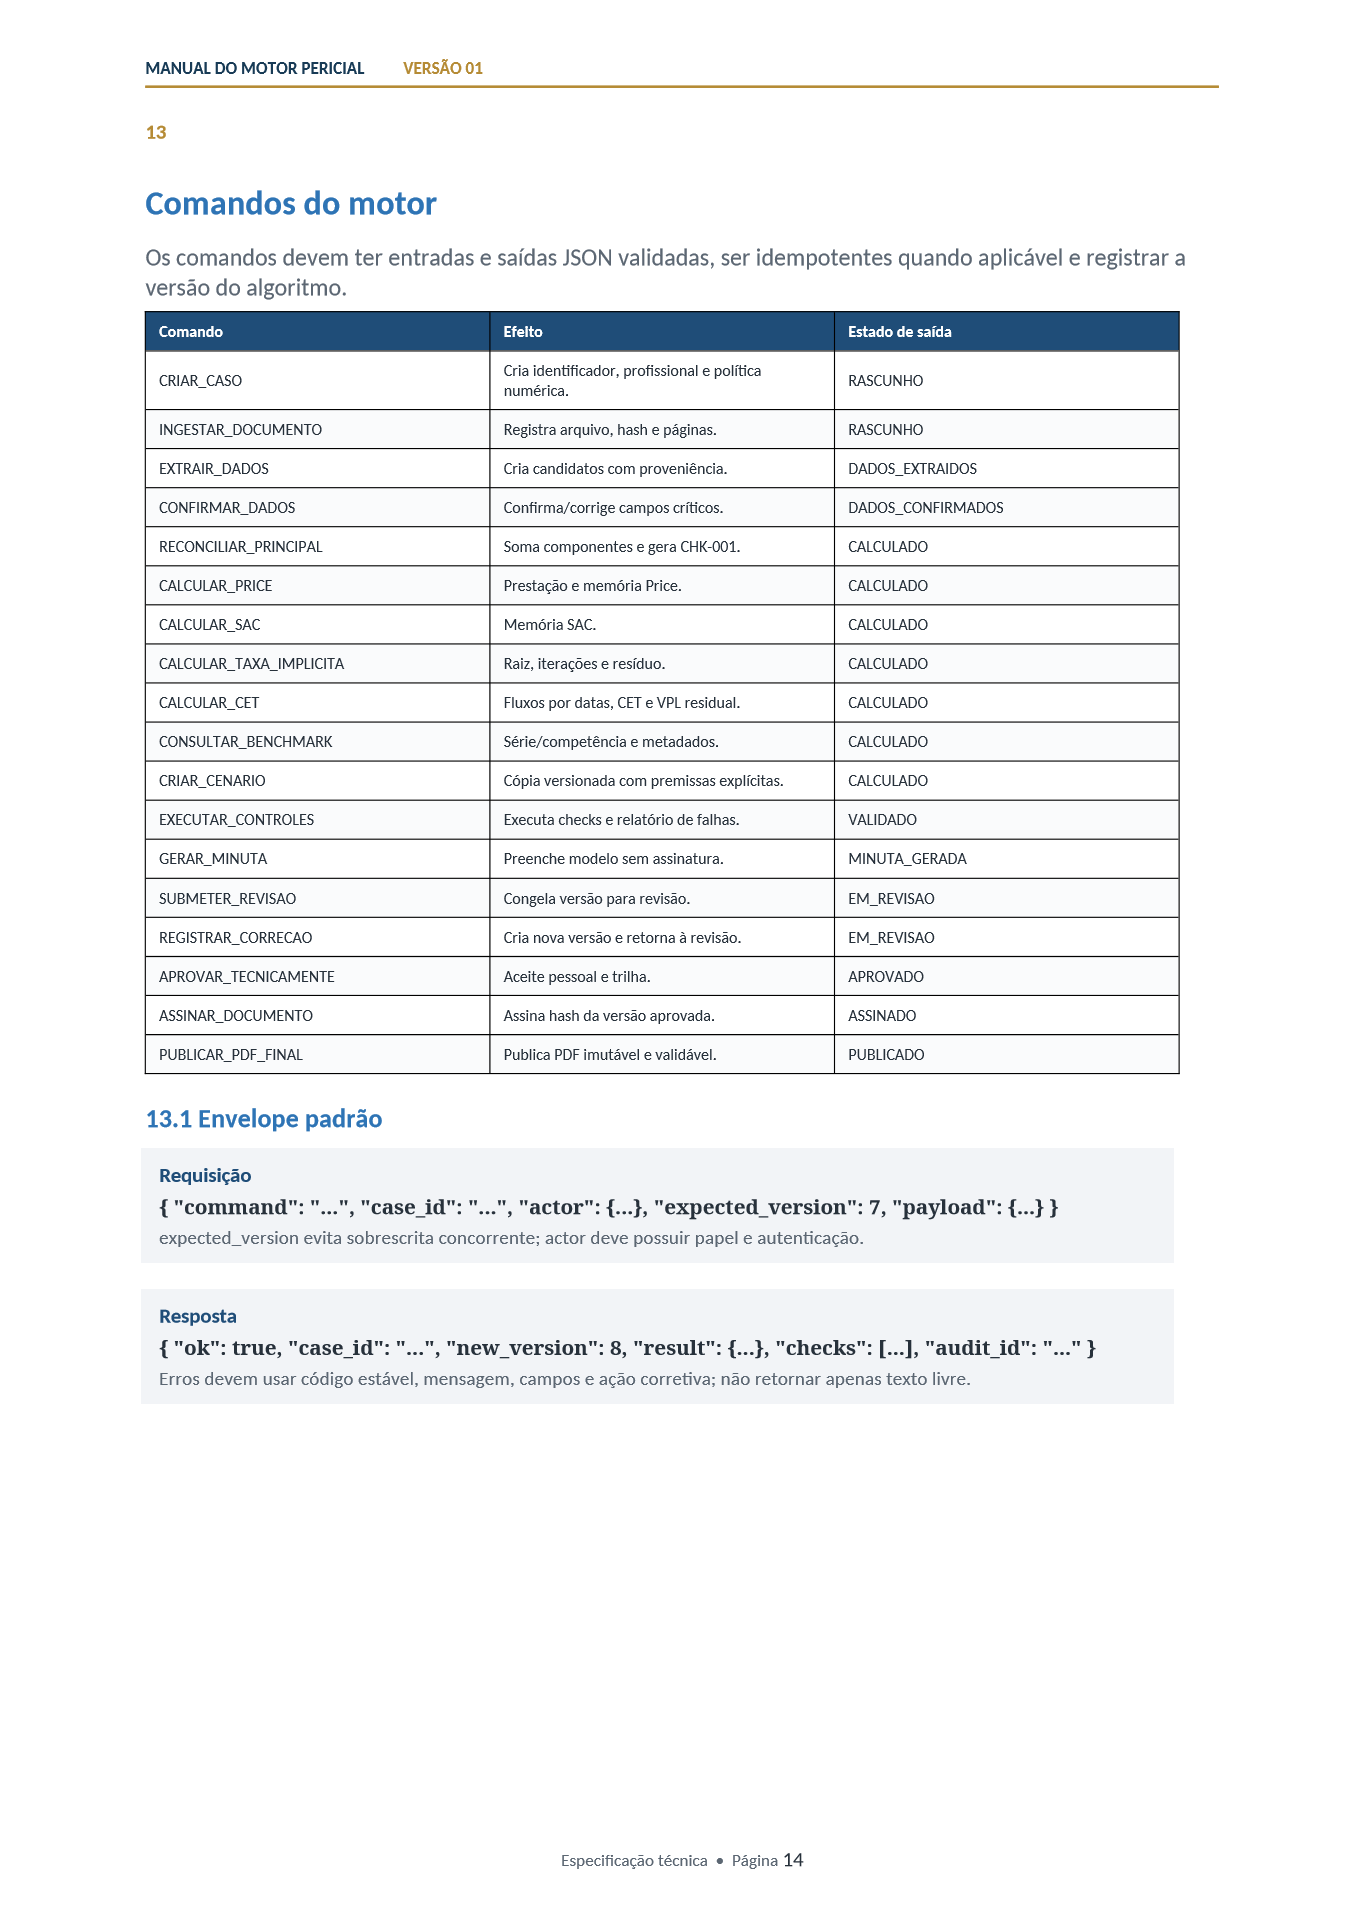 MANUAL DO MOTOR PERICIAL VERSÃO 01
13
Comandos do motor
Os comandos devem ter entradas e saídas JSON validadas, ser idempotentes quando aplicável e registrar a
versão do algoritmo.
Comando Efeito Estado de saída
CRIAR_CASO Cria identificador, profissional e política
numérica. RASCUNHO
INGESTAR_DOCUMENTO Registra arquivo, hash e páginas. RASCUNHO
EXTRAIR_DADOS Cria candidatos com proveniência. DADOS_EXTRAIDOS
CONFIRMAR_DADOS Confirma/corrige campos críticos. DADOS_CONFIRMADOS
RECONCILIAR_PRINCIPAL Soma componentes e gera CHK-001. CALCULADO
CALCULAR_PRICE Prestação e memória Price. CALCULADO
CALCULAR_SAC Memória SAC. CALCULADO
CALCULAR_TAXA_IMPLICITA Raiz, iterações e resíduo. CALCULADO
CALCULAR_CET Fluxos por datas, CET e VPL residual. CALCULADO
CONSULTAR_BENCHMARK Série/competência e metadados. CALCULADO
CRIAR_CENARIO Cópia versionada com premissas explícitas. CALCULADO
EXECUTAR_CONTROLES Executa checks e relatório de falhas. VALIDADO
GERAR_MINUTA Preenche modelo sem assinatura. MINUTA_GERADA
SUBMETER_REVISAO Congela versão para revisão. EM_REVISAO
REGISTRAR_CORRECAO Cria nova versão e retorna à revisão. EM_REVISAO
APROVAR_TECNICAMENTE Aceite pessoal e trilha. APROVADO
ASSINAR_DOCUMENTO Assina hash da versão aprovada. ASSINADO
PUBLICAR_PDF_FINAL Publica PDF imutável e validável. PUBLICADO
13.1 Envelope padrão
Requisição
{ "command": "...", "case_id": "...", "actor": {...}, "expected_version": 7, "payload": {...} }
expected_version evita sobrescrita concorrente; actor deve possuir papel e autenticação.
Resposta
{ "ok": true, "case_id": "...", "new_version": 8, "result": {...}, "checks": [...], "audit_id": "..." }
Erros devem usar código estável, mensagem, campos e ação corretiva; não retornar apenas texto livre.
Especificação técnica • Página 14